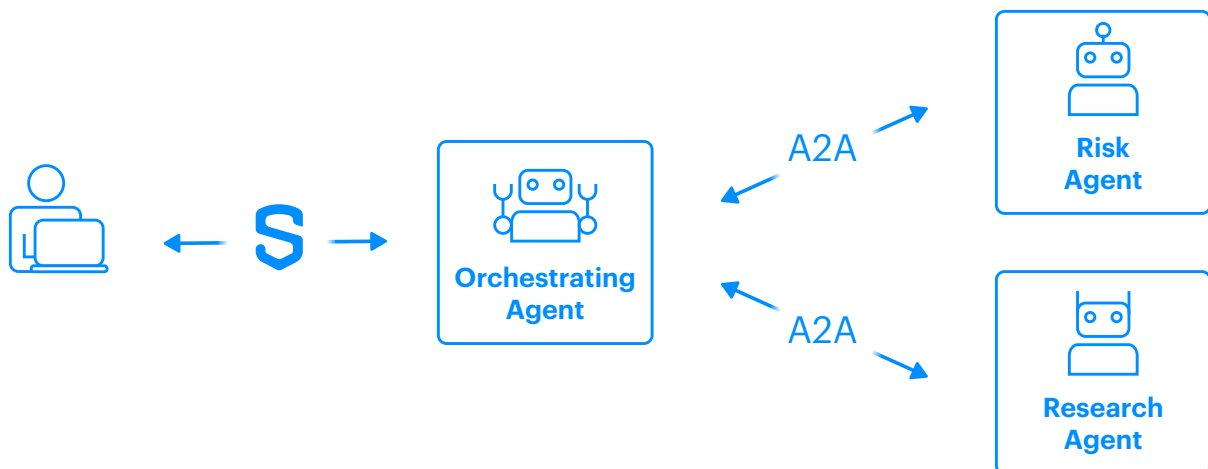 A2A
Risk
Agent
S
Orchestrating
Agent
A2A
Research
Agent